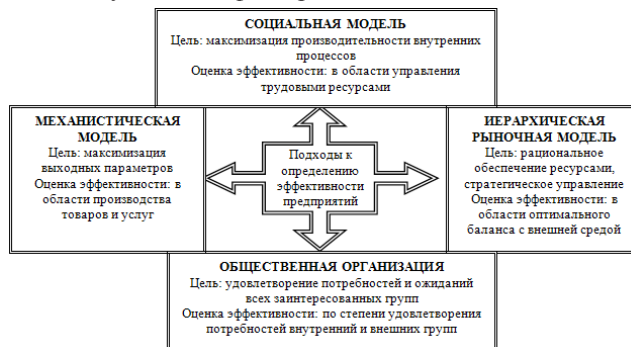 СОЦИАЛЬНАЯ МОДЕЛЬ
Цель: максимизация производительности внутренних
процессов
Оценка эффективности: в области управления
трудовыми ресурсами
МЕХАНИСТИЧЕСКАЯ
МОДЕЛЬ
Цель: максимизация
выходных параметров
Оценка эффективности: в
области производства
товаров и услуг
Подходы к
определению
эффективности
предприятий
ИЕРАРХИЧЕСКАЯ
РЫНОЧНАЯ МОДЕЛЬ
Цель: рациональное
обеспечение ресурсами,
стратегическое управление
Оценка эффективности: в
области оптимального
баланса с внешней средой
ОБЩЕСТВЕННАЯ ОРГАНИЗАЦИЯ
Цель: удовлетворение потребностей и ожиданий
всех заинтересованных групп
Оценка эффективности: по степени удовлетворения
потребностей внутренний и внешних групп